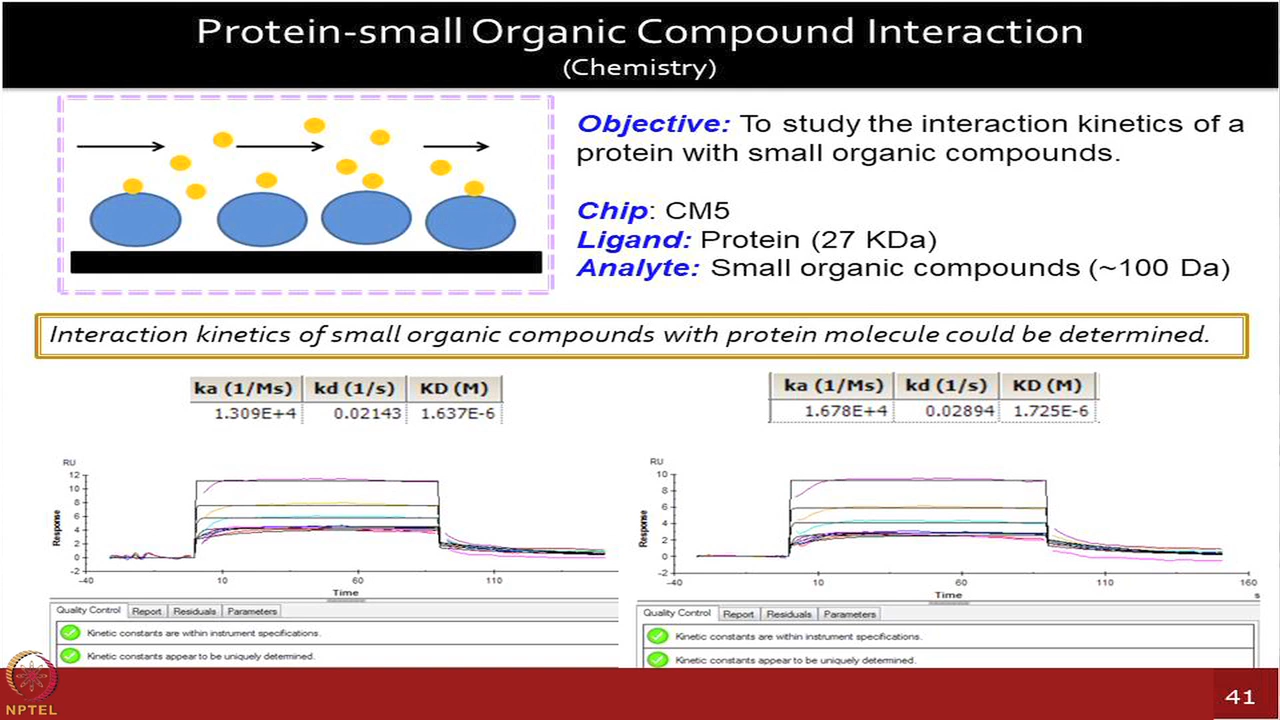 Protein-small Organic Compound Interaction
(Chemistry)
Objective: To study the interaction kinetics of a
protein with small organic compounds.
Chip: CM5
Ligand: Protein (27 KDa)
Analyte: Small organic compounds (~100 Da)
Interaction kinetics of small organic compounds with protein molecule could be determined.
ka (1/Ms) kd (1/s) KD (M)
1.309E+4 0.02143 1.637E-6
ka (1/Ms) kd (1/s) KD (M)
1.678E+4 0.02894 1.725E-6
RU
12
10
8
6
4
2
0
-2
Response
-40 10 60 110
Time
Quality Control Report Residuals Parameters
Kinetic constants are within instrument specifications.
Kinetic constants appear to be uniquely determined.
RU
10
8
6
4
2
0
-2
Response
-40 10 60 110 160
Time s
Quality Control Report Residuals Parameters
Kinetic constants are within instrument specifications.
Kinetic constants appear to be uniquely determined.
NPTEL
41